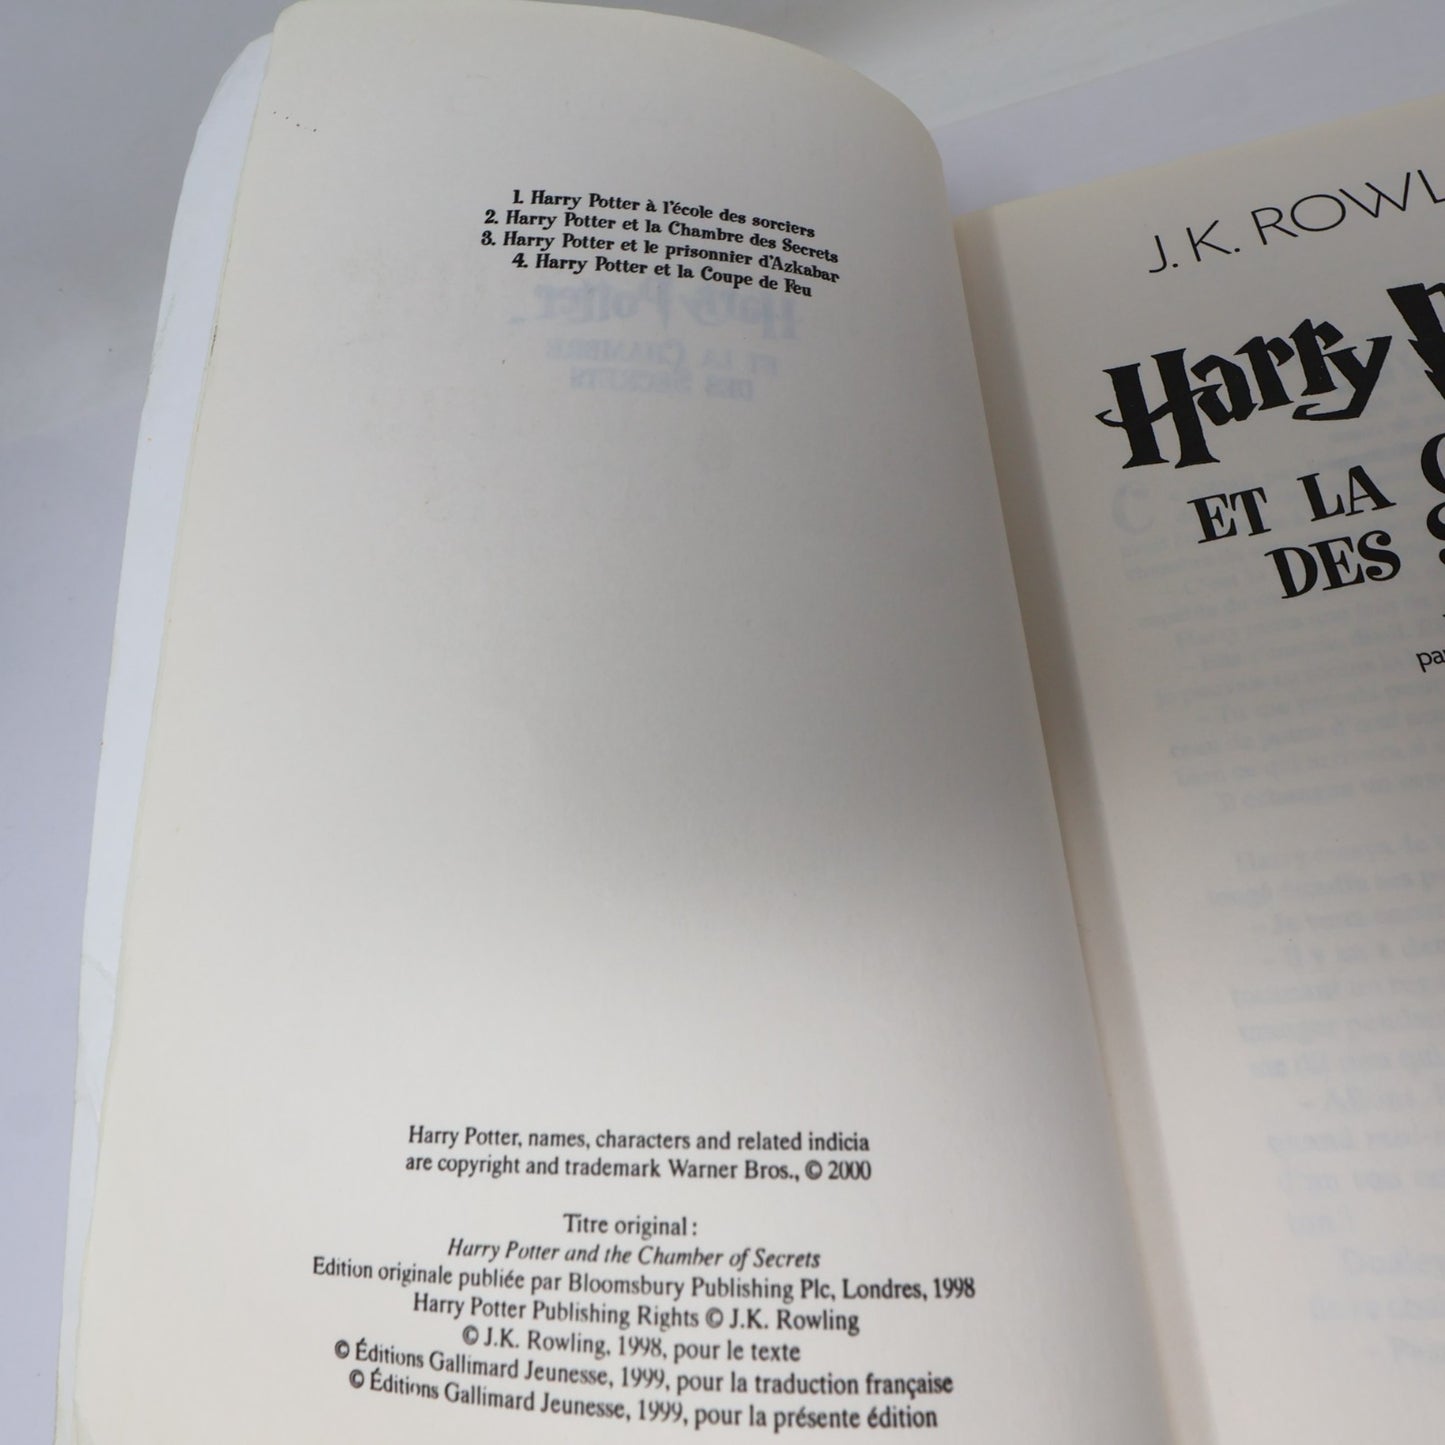 1. Harry Potter à l'école des sorciers
2. Harry Potter et la Chambre des Secrets
3. Harry Potter et le prisonnier d'Azkabar
4. Harry Potter et la Coupe de Feu
Harry Potter, names, characters and related indicia
are copyright and trademark Warner Bros., © 2000
Titre original :
Harry Potter and the Chamber of Secrets
Edition originale publiée par Bloomsbury Publishing Plc, Londres, 1998
Harry Potter Publishing Rights © J.K. Rowling
© J.K. Rowling, 1998, pour le texte
© Éditions Gallimard Jeunesse, 1999, pour la traduction française
© Éditions Gallimard Jeunesse, 1999, pour la présente édition
J. K. ROWL
Harry
ET LA
DES